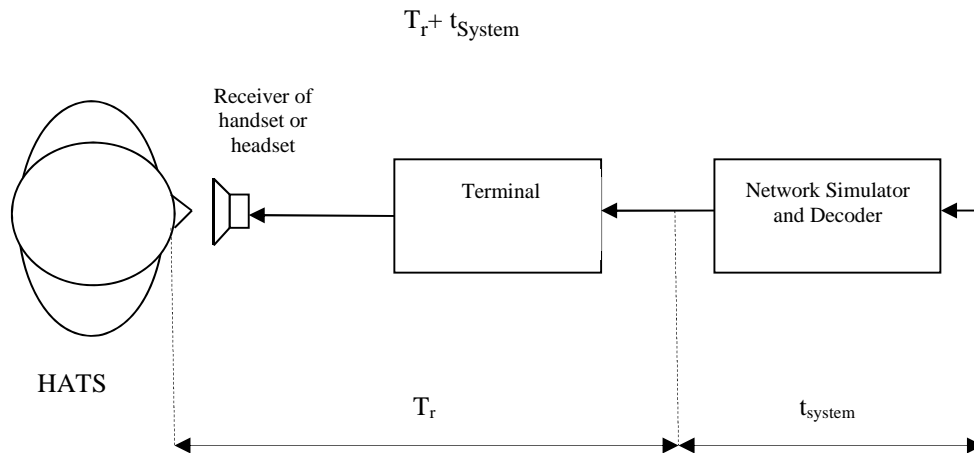 Tr+ tSystem
Receiver of
handset or
headset
Terminal
Network Simulator
and Decoder
HATS
Tr
tsystem